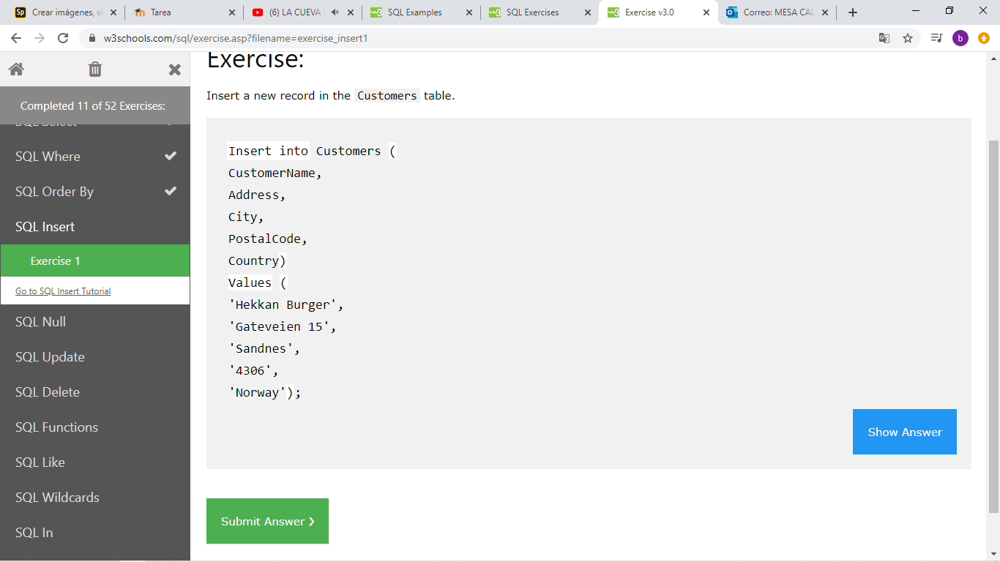 Crear imágenes, ví
Tarea
(6) LA CUEVA
SQL Examples
SQL Exercises
Exercise v3.0
Correo: MESA CAL
w3schools.com/sql/exercise.asp?filename=exercise_insert1
b
Completed 11 of 52 Exercises:
SQL Select
SQL Where
SQL Order By
SQL Insert
Exercise 1
Go to SQL Insert Tutorial
SQL Null
SQL Update
SQL Delete
SQL Functions
SQL Like
SQL Wildcards
SQL In
Exercise:
Insert a new record in the Customers table.
Insert into Customers (
CustomerName,
Address,
City,
PostalCode,
Country)
Values (
'Hekkan Burger',
'Gateveien 15',
'Sandnes',
'4306',
'Norway');
Show Answer
Submit Answer ❯